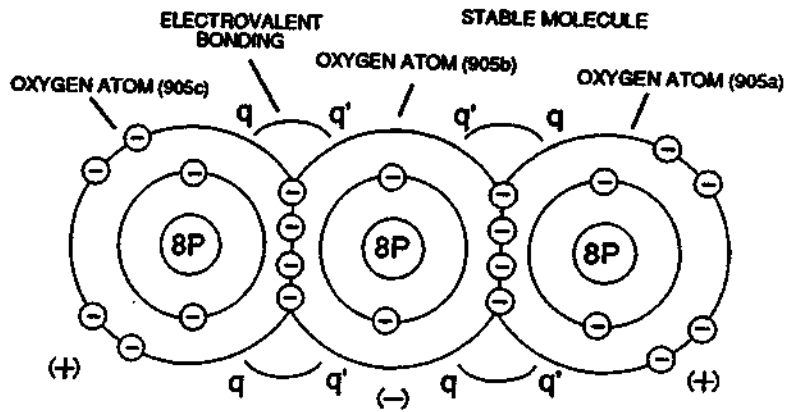 ELECTROVALENT
BONDING
STABLE MOLECULE
OXYGEN ATOM (905c)
OXYGEN ATOM (905b)
OXYGEN ATOM (905a)
q q' q' q
8P 8P 8P
(+) q q' (-) q q' (+)